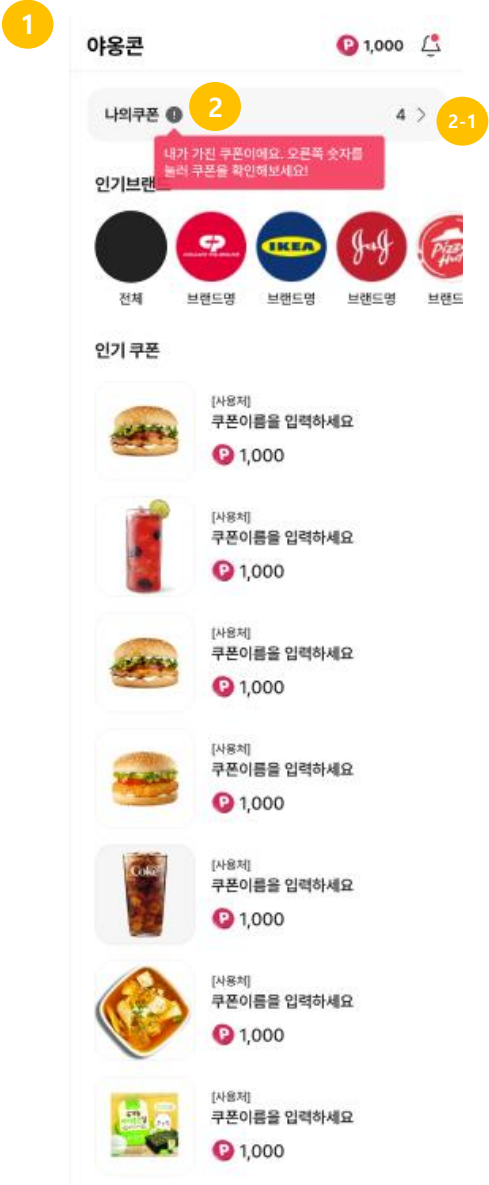 1
야옹콘
P 1,000
나의쿠폰 !
2
4 >
2-1
내가 가진 쿠폰이에요. 오른쪽 숫자를
눌러 쿠폰을 확인해보세요!
인기브랜드
IKEA
J&J
Pizza
Hut
전체
브랜드명
브랜드명
브랜드명
브랜드
인기 쿠폰
[사용처]
쿠폰이름을 입력하세요
P 1,000
[사용처]
쿠폰이름을 입력하세요
P 1,000
[사용처]
쿠폰이름을 입력하세요
P 1,000
[사용처]
쿠폰이름을 입력하세요
P 1,000
Coke
[사용처]
쿠폰이름을 입력하세요
P 1,000
[사용처]
쿠폰이름을 입력하세요
P 1,000
[사용처]
쿠폰이름을 입력하세요
P 1,000